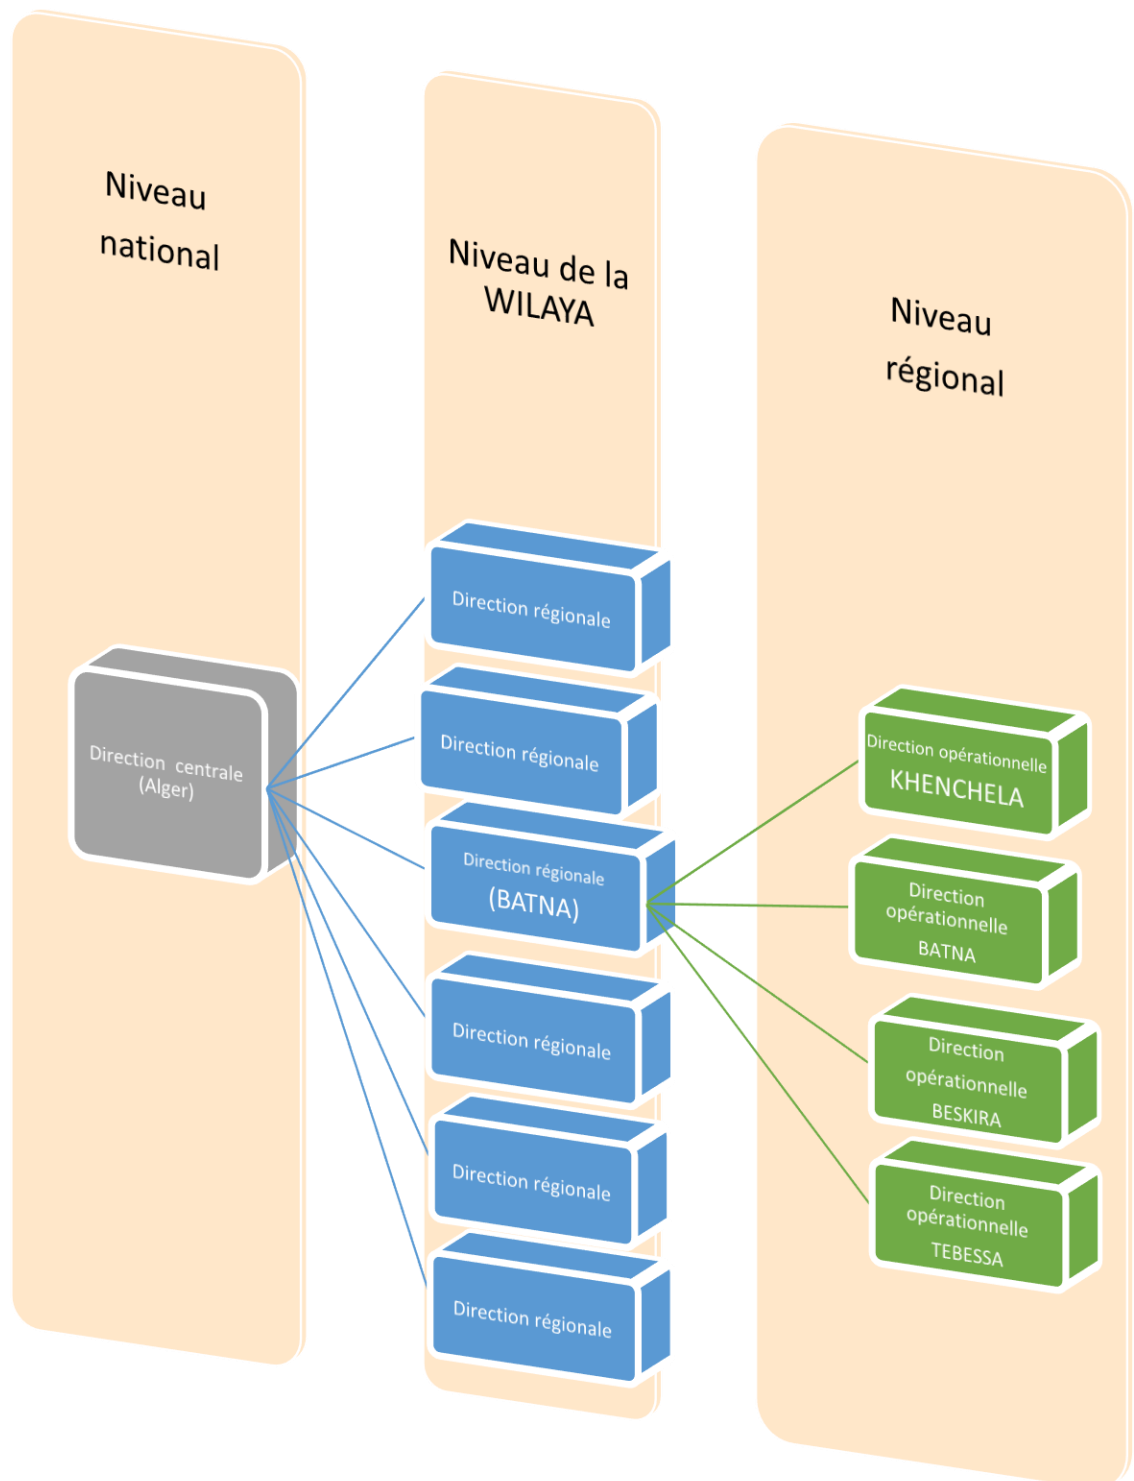 Niveau
national
Niveau de la
WILAYA
Niveau
régional
Direction centrale
(Alger)
Direction régionale
Direction régionale
Direction régionale
(BATNA)
Direction régionale
Direction régionale
Direction régionale
Direction opérationnelle
KHENCHELA
Direction
opérationnelle
BATNA
Direction
opérationnelle
BESKIRA
Direction
opérationnelle
TEBESSA